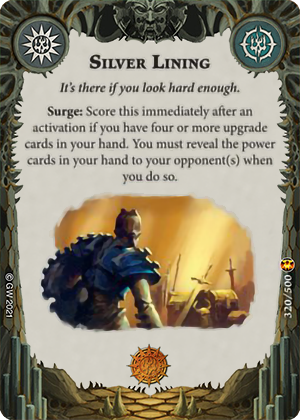 SILVER LINING
It's there if you look hard enough.
Surge: Score this immediately after an
activation if you have four or more upgrade
cards in your hand. You must reveal the power
cards in your hand to your opponent(s) when
you do so.
© GW 2021
320/500